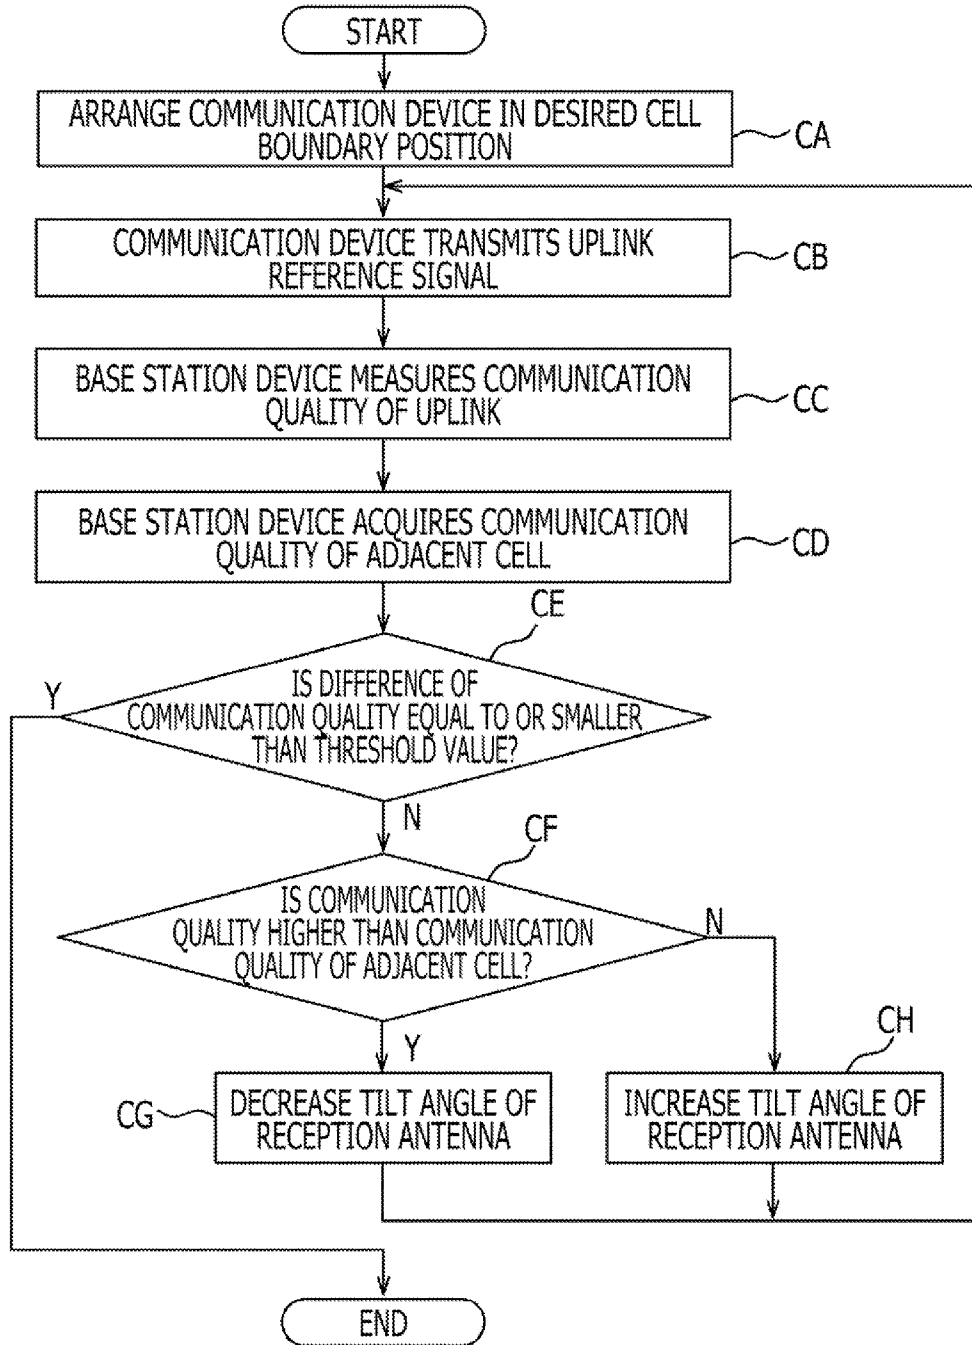 START
ARRANGE COMMUNICATION DEVICE IN DESIRED CELL
BOUNDARY POSITION
CA
COMMUNICATION DEVICE TRANSMITS UPLINK
REFERENCE SIGNAL
CB
BASE STATION DEVICE MEASURES COMMUNICATION
QUALITY OF UPLINK
CC
BASE STATION DEVICE ACQUIRES COMMUNICATION
QUALITY OF ADJACENT CELL
CD
CE
Y
IS DIFFERENCE OF
COMMUNICATION QUALITY EQUAL TO OR SMALLER
THAN THRESHOLD VALUE?
N
CF
IS COMMUNICATION
QUALITY HIGHER THAN COMMUNICATION
QUALITY OF ADJACENT CELL?
N
Y
CH
CG
DECREASE TILT ANGLE OF
RECEPTION ANTENNA
INCREASE TILT ANGLE OF
RECEPTION ANTENNA
END